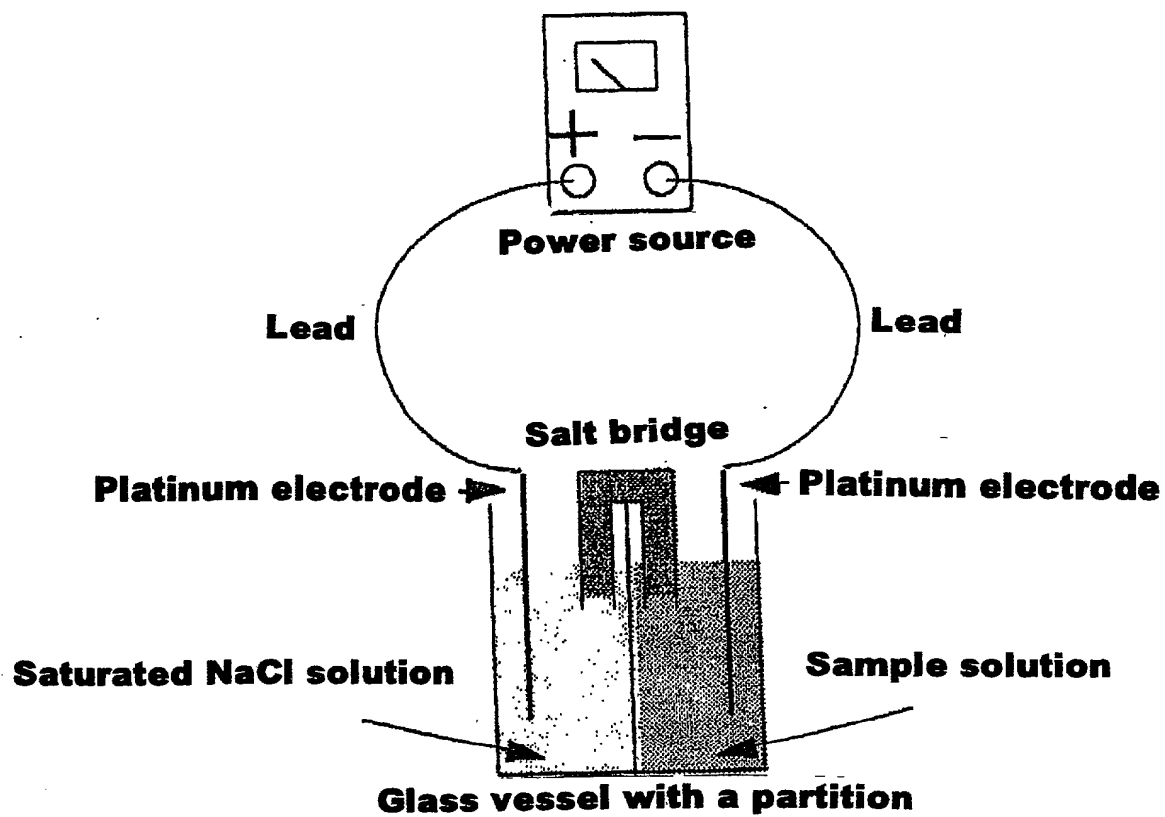 + −
Power source
Lead
Lead
Salt bridge
Platinum electrode
Platinum electrode
Saturated NaCl solution
Sample solution
Glass vessel with a partition